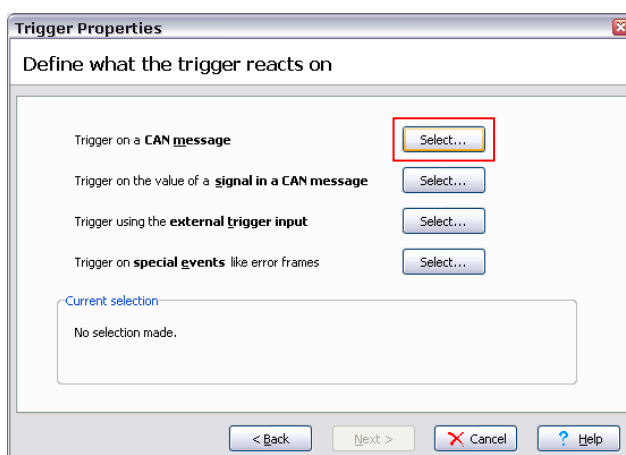 Trigger Properties
Define what the trigger reacts on
Trigger on a CAN message Select...
Trigger on the value of a signal in a CAN message Select...
Trigger using the external trigger input Select...
Trigger on special events like error frames Select...
Current selection
No selection made.
< Back Next > Cancel ? Help